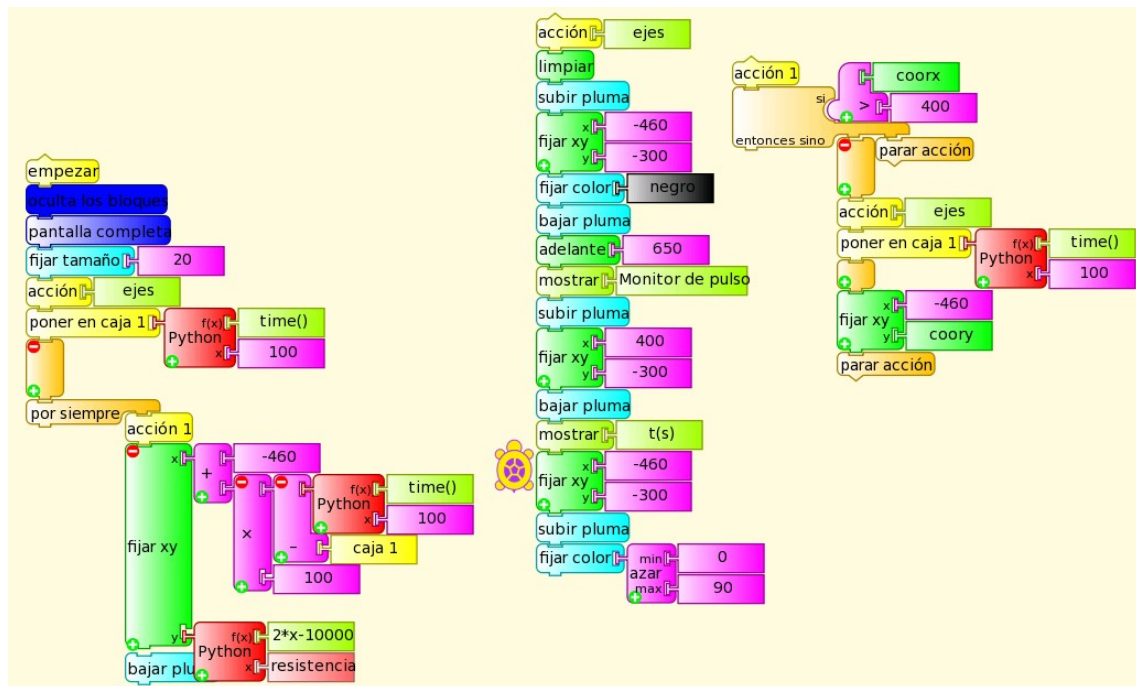 empezar
oculta los bloques
pantalla completa
fijar tamaño 20
acción ejes
poner en caja 1 Python f(x) time()
x 100
por siempre
acción 1
fijar xy x + -460
× - Python f(x) time()
x 100
caja 1
100
y Python f(x) 2*x-10000
x resistencia
bajar plu
acción ejes
limpiar
subir pluma
fijar xy x -460
y -300
fijar color negro
bajar pluma
adelante 650
mostrar Monitor de pulso
subir pluma
fijar xy x 400
y -300
bajar pluma
mostrar t(s)
fijar xy x -460
y -300
subir pluma
fijar color azar min 0
max 90
acción 1
si coorx
> 400
entonces sino
parar acción
acción ejes
poner en caja 1 Python f(x) time()
x 100
fijar xy x -460
y coory
parar acción